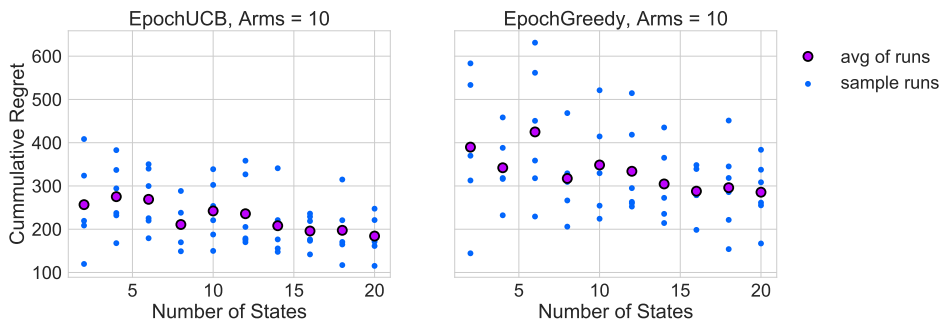 EpochUCB, Arms = 10
EpochGreedy, Arms = 10
avg of runs
sample runs
Cummulative Regret
600
500
400
300
200
100
5
10
15
20
5
10
15
20
Number of States
Number of States